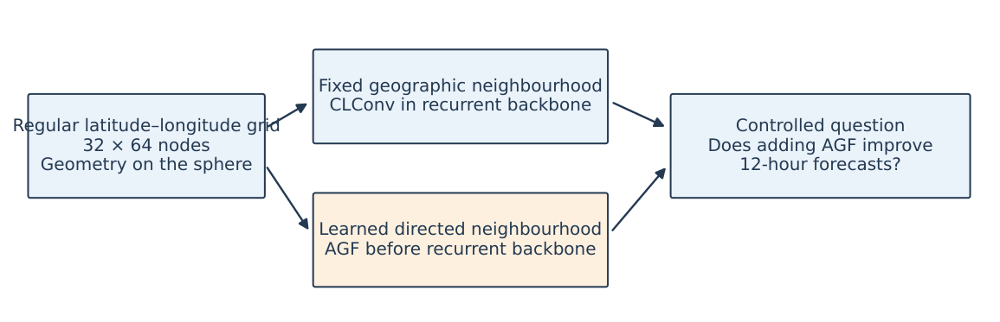 Regular latitude–longitude grid
32 × 64 nodes
Geometry on the sphere
Fixed geographic neighbourhood
CLConv in recurrent backbone
Learned directed neighbourhood
AGF before recurrent backbone
Controlled question
Does adding AGF improve
12-hour forecasts?